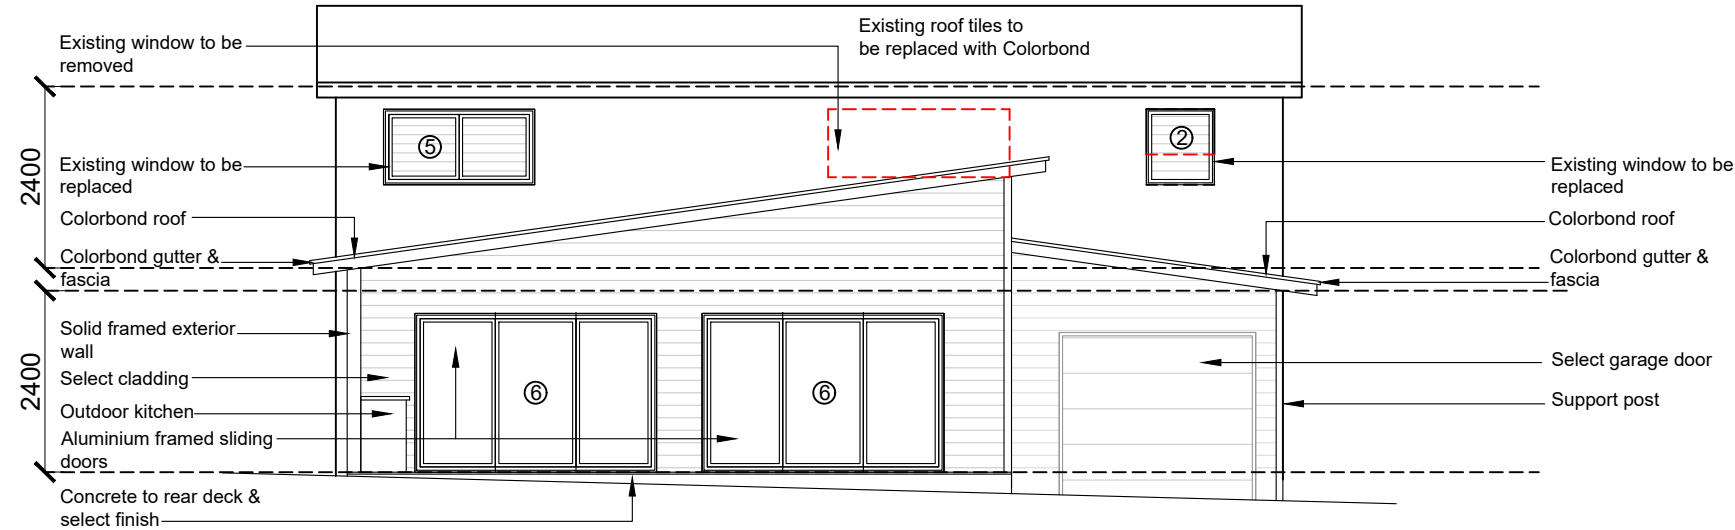 Existing roof tiles to
be replaced with Colorbond
Existing window to be
removed
2400
5
2
Existing window to be
replaced
Existing window to be
replaced
Colorbond roof
Colorbond roof
Colorbond gutter &
fascia
Colorbond gutter &
fascia
Solid framed exterior
wall
2400
Select cladding
Select garage door
6
6
Outdoor kitchen
Support post
Aluminium framed sliding
doors
Concrete to rear deck &
select finish